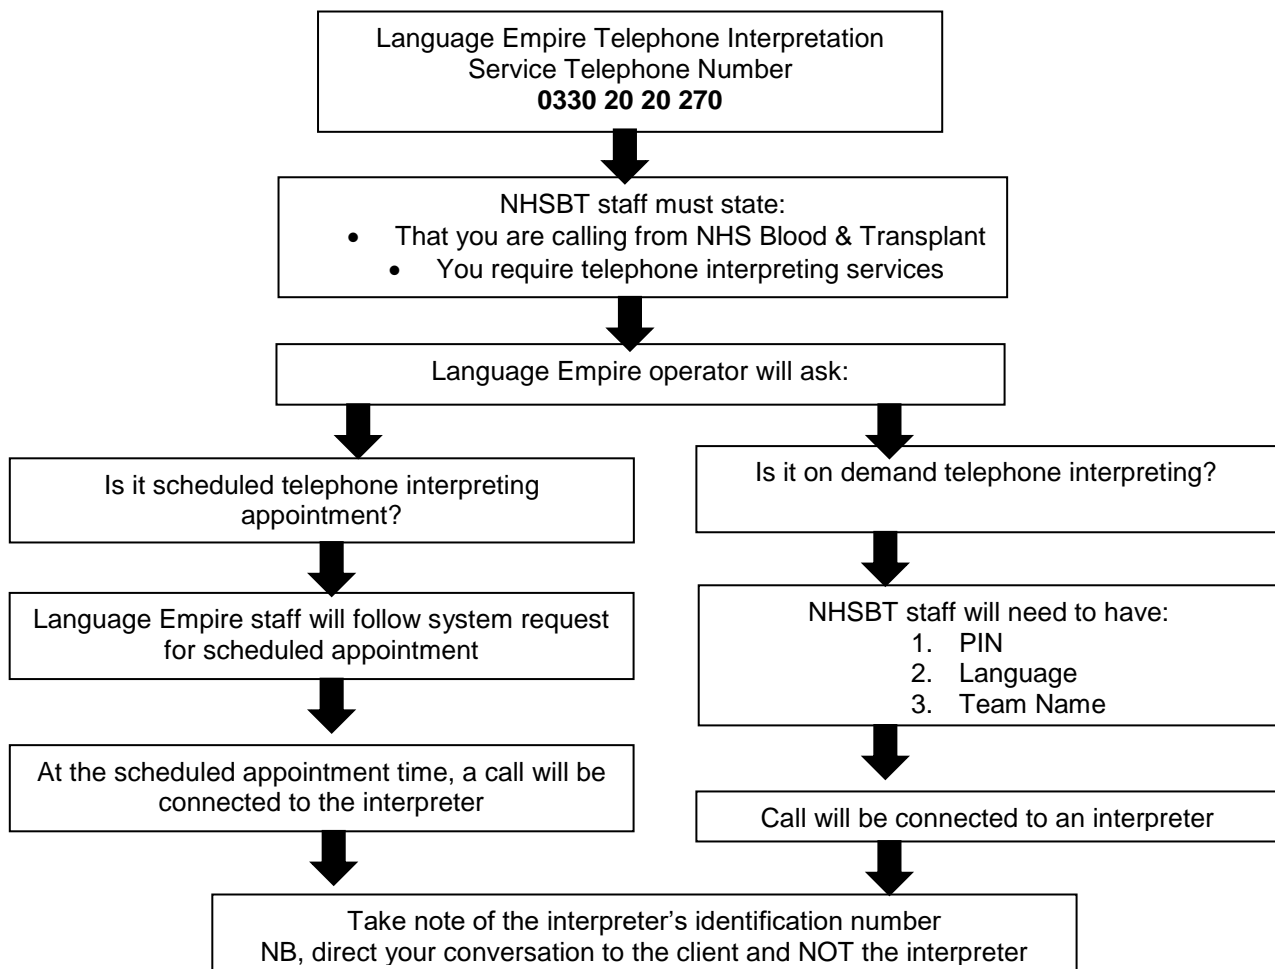 Language Empire Telephone Interpretation
Service Telephone Number
0330 20 20 270
NHSBT staff must state:
• That you are calling from NHS Blood & Transplant
• You require telephone interpreting services
Language Empire operator will ask:
Is it scheduled telephone interpreting
appointment?
Language Empire staff will follow system request
for scheduled appointment
At the scheduled appointment time, a call will be
connected to the interpreter
Is it on demand telephone interpreting?
NHSBT staff will need to have:
1. PIN
2. Language
3. Team Name
Call will be connected to an interpreter
Take note of the interpreter’s identification number
NB, direct your conversation to the client and NOT the interpreter